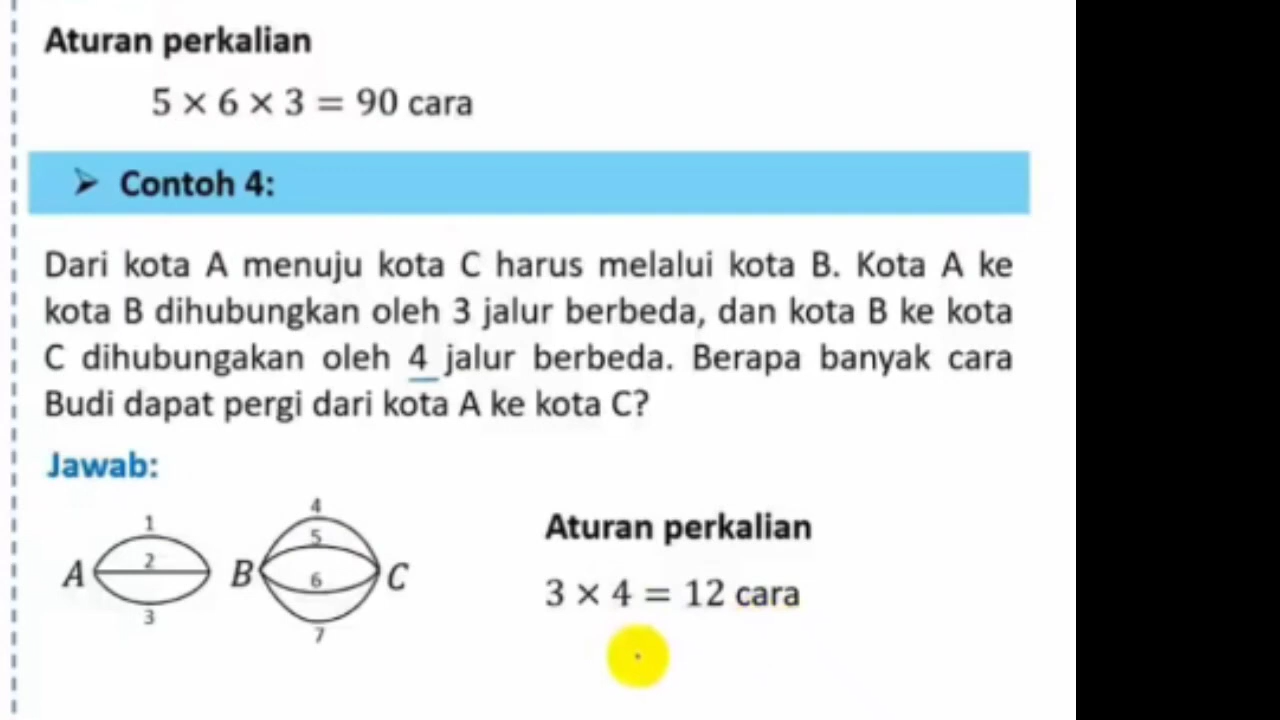 Aturan perkalian
5 × 6 × 3 = 90 cara
➢ Contoh 4:
Dari kota A menuju kota C harus melalui kota B. Kota A ke
kota B dihubungkan oleh 3 jalur berbeda, dan kota B ke kota
C dihubungakan oleh 4 jalur berbeda. Berapa banyak cara
Budi dapat pergi dari kota A ke kota C?
Jawab:
1
2
3
A
B
4
5
6
7
C
Aturan perkalian
3 × 4 = 12 cara